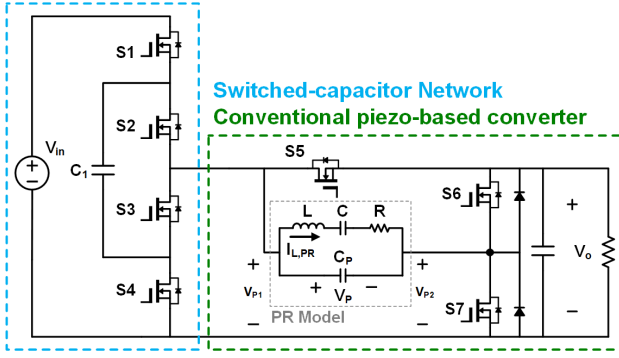 S1
Switched-capacitor Network
Conventional piezo-based converter
S2
S5
Vin
+
−
C1
S6
L
C
R
S3
IL,PR
+
Vo
−
CP
+
VP1
−
+
VP
−
+
VP2
−
S4
S7
PR Model